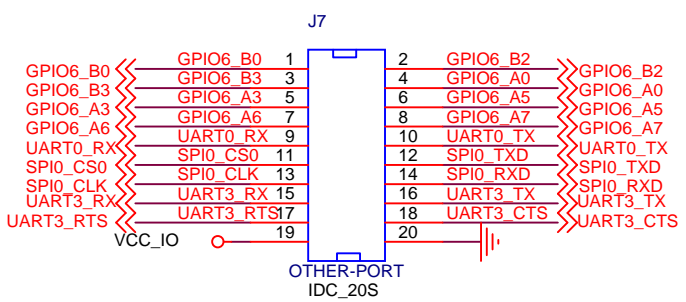 J7
GPIO6_B0 GPIO6_B0 1 2 GPIO6_B2 GPIO6_B2
GPIO6_B3 GPIO6_B3 3 4 GPIO6_A0 GPIO6_A0
GPIO6_A3 GPIO6_A3 5 6 GPIO6_A5 GPIO6_A5
GPIO6_A6 GPIO6_A6 7 8 GPIO6_A7 GPIO6_A7
UART0_RX UART0_RX 9 10 UART0_TX UART0_TX
SPI0_CS0 SPI0_CS0 11 12 SPI0_TXD SPI0_TXD
SPI0_CLK SPI0_CLK 13 14 SPI0_RXD SPI0_RXD
UART3_RX UART3_RX 15 16 UART3_TX UART3_TX
UART3_RTS UART3_RTS 17 18 UART3_CTS UART3_CTS
VCC_IO 19 20
OTHER-PORT
IDC_20S